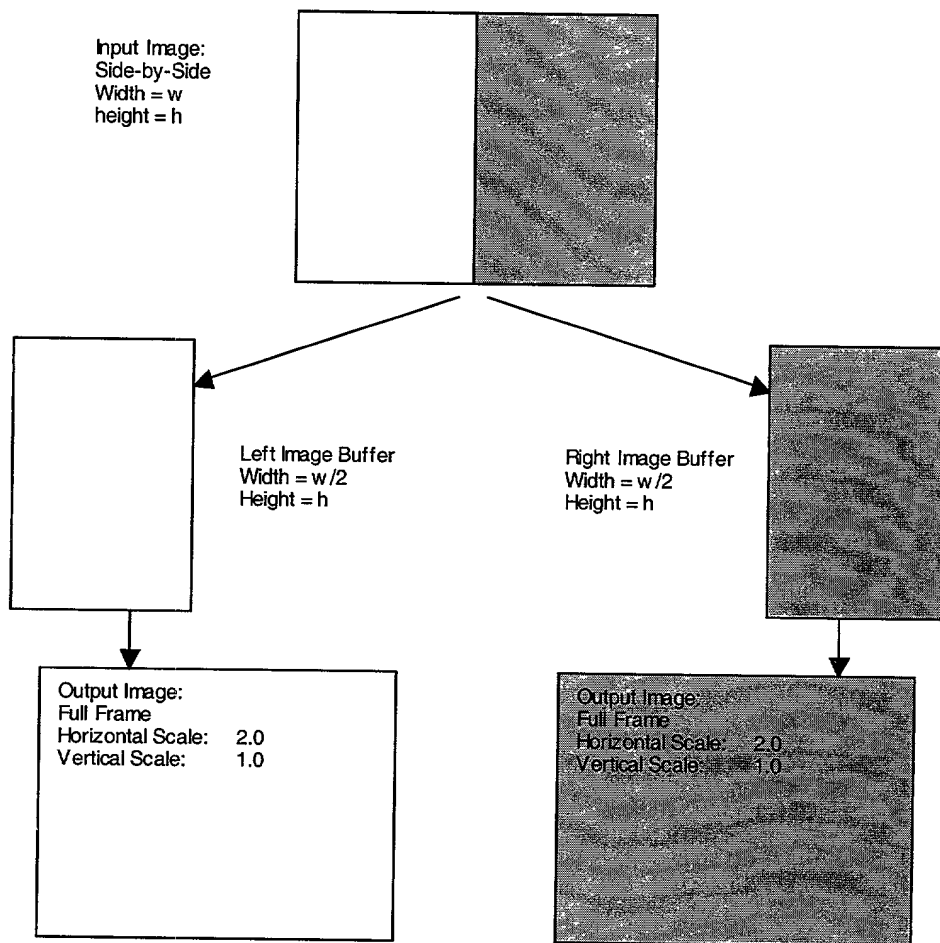 Input Image:
Side-by-Side
Width = w
height = h
Left Image Buffer
Width = w/2
Height = h
Right Image Buffer
Width = w/2
Height = h
Output Image:
Full Frame
Horizontal Scale: 2.0
Vertical Scale: 1.0
Output Image:
Full Frame
Horizontal Scale: 2.0
Vertical Scale: 1.0